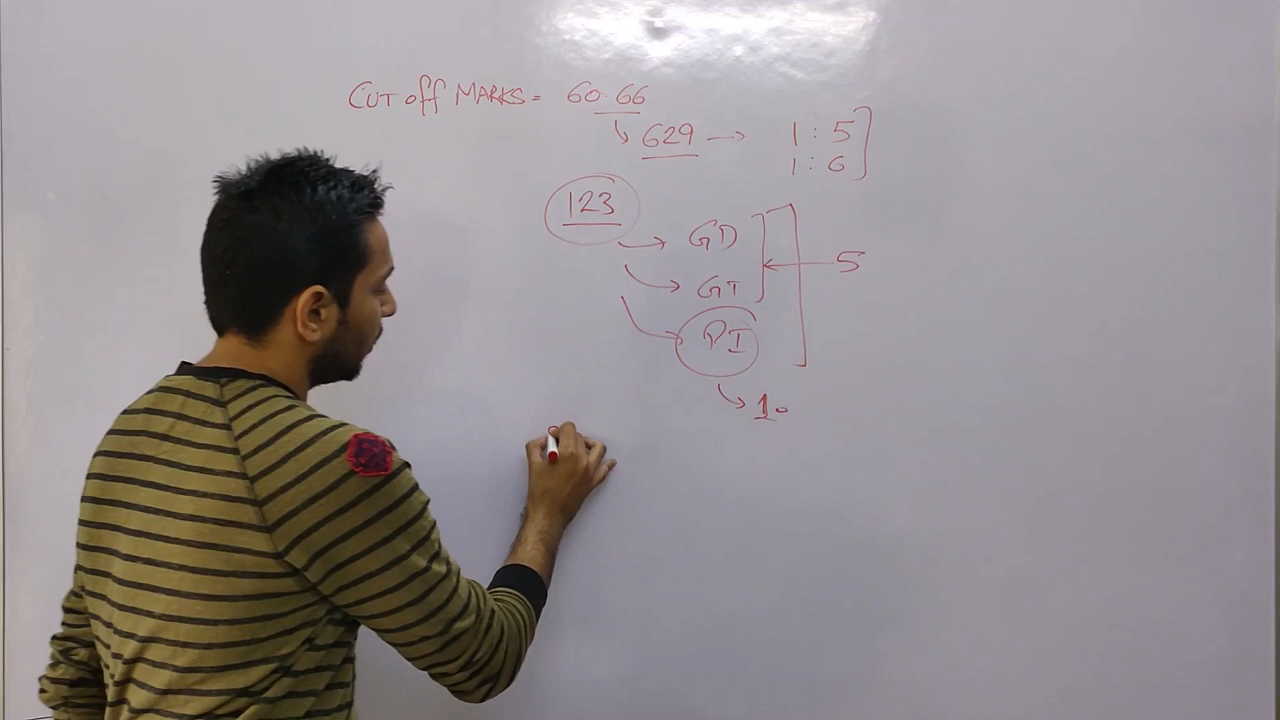 CUT off MARKS = 60.66
629 → 1 : 5
1 : 6
123
→ GD
→ GT
← 5
→ PI
→ 10